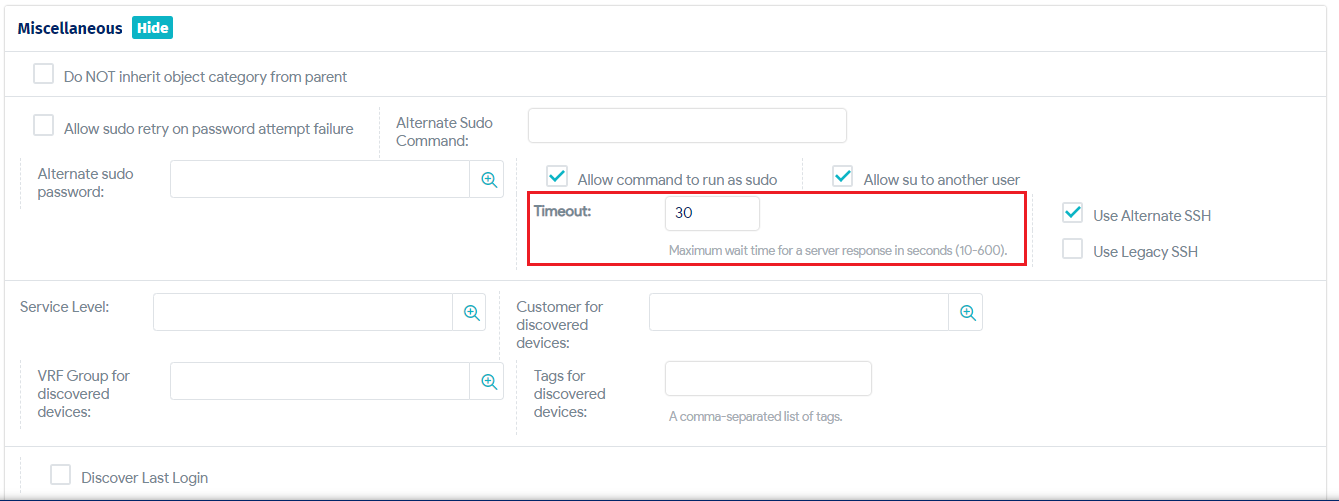 Miscellaneous Hide
Do NOT inherit object category from parent
Allow sudo retry on password attempt failure
Alternate Sudo
Command:
Alternate sudo
password:
Allow command to run as sudo
Allow su to another user
Timeout:
30
Maximum wait time for a server response in seconds (10-600).
Use Alternate SSH
Use Legacy SSH
Service Level:
Customer for
discovered
devices:
VRF Group for
discovered
devices:
Tags for
discovered
devices:
A comma-separated list of tags.
Discover Last Login